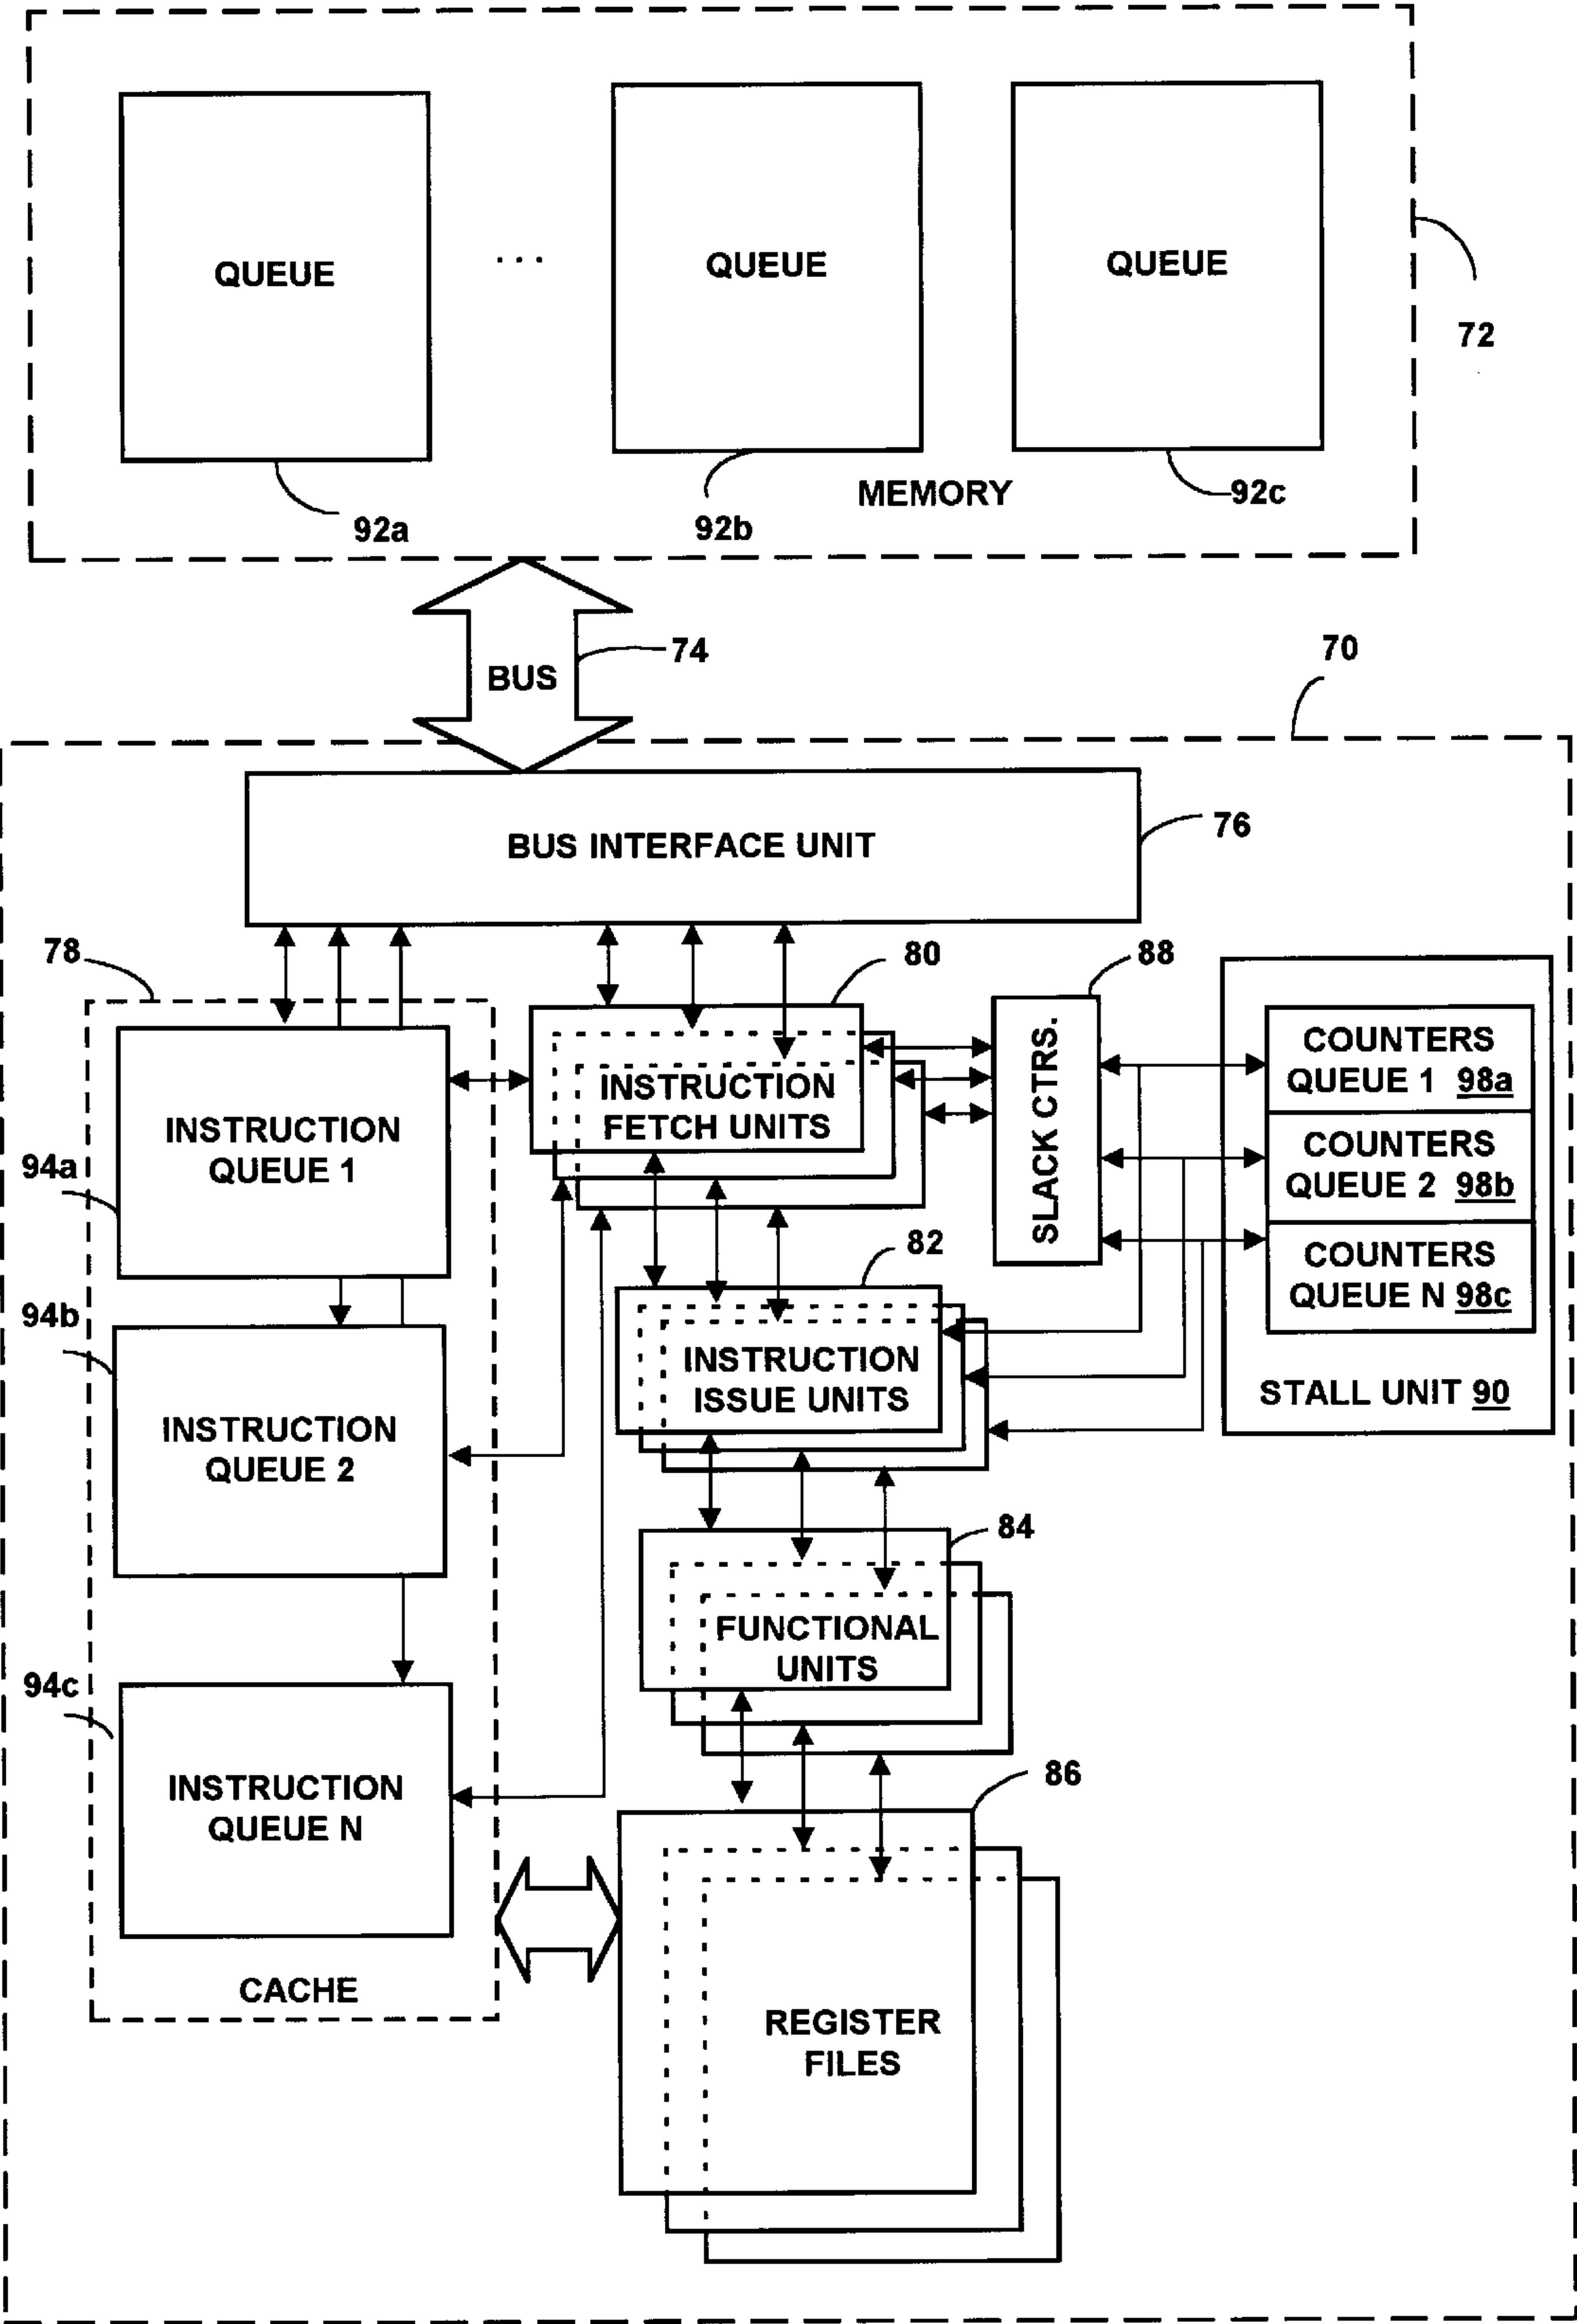 QUEUE
...
QUEUE
QUEUE
72
92a
92b
MEMORY
92c
BUS
74
70
BUS INTERFACE UNIT
76
78
80
88
INSTRUCTION
FETCH UNITS
SLACK CTRS.
COUNTERS
QUEUE 1 98a
COUNTERS
QUEUE 2 98b
COUNTERS
QUEUE N 98c
STALL UNIT 90
94a
INSTRUCTION
QUEUE 1
82
INSTRUCTION
ISSUE UNITS
94b
INSTRUCTION
QUEUE 2
84
FUNCTIONAL
UNITS
94c
INSTRUCTION
QUEUE N
86
CACHE
REGISTER
FILES